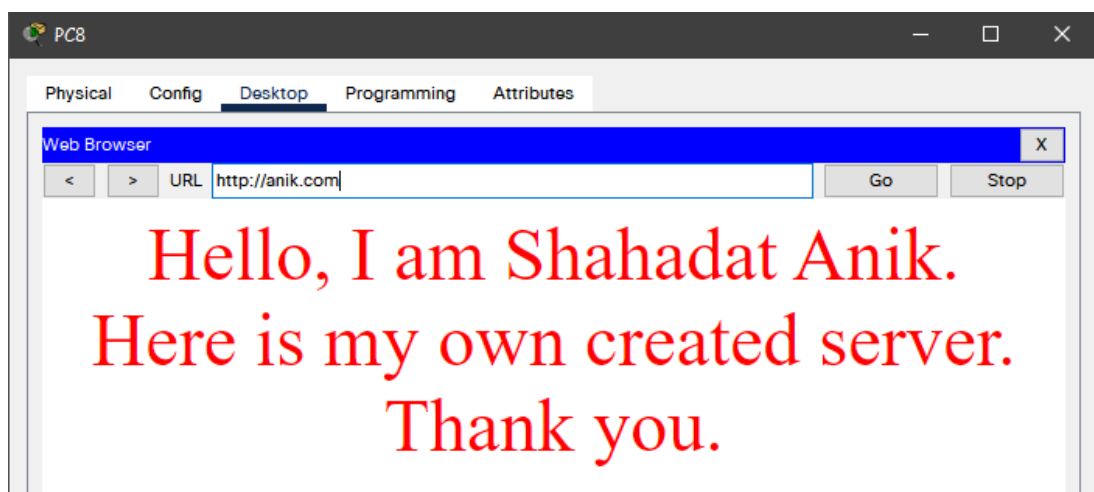 PC8
Physical Config Desktop Programming Attributes
Web Browser X
< > URL http://anik.com Go Stop
Hello, I am Shahadat Anik.
Here is my own created server.
Thank you.